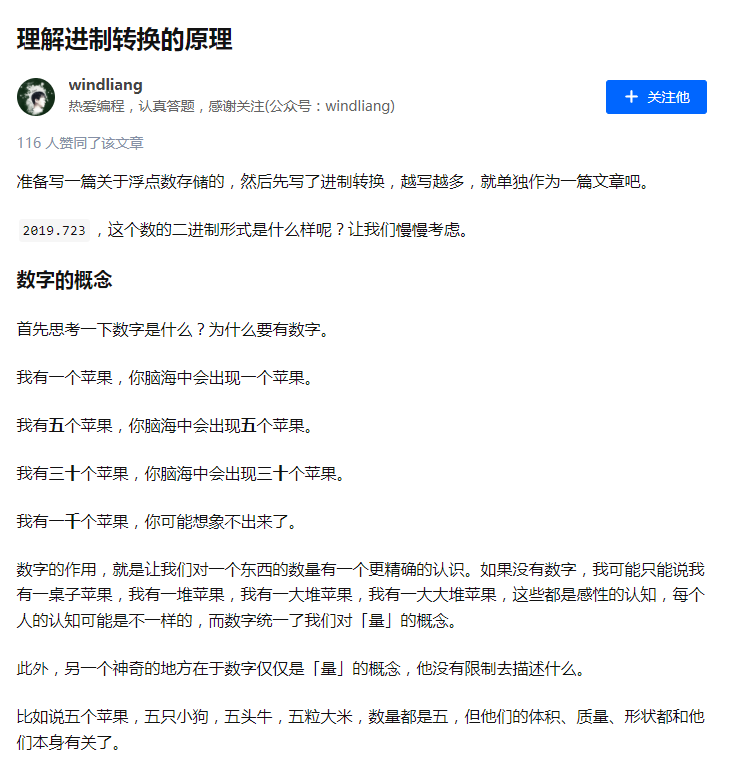 理解进制转换的原理
windliang
热爱编程，认真答题，感谢关注(公众号：windliang)
+ 关注他
116 人赞同了该文章
准备写一篇关于浮点数存储的，然后先写了进制转换，越写越多，就单独作为一篇文章吧。
2019.723 ，这个数的二进制形式是什么样呢？让我们慢慢考虑。
数字的概念
首先思考一下数字是什么？为什么要有数字。
我有一个苹果，你脑海中会出现一个苹果。
我有五个苹果，你脑海中会出现五个苹果。
我有三十个苹果，你脑海中会出现三十个苹果。
我有一千个苹果，你可能想象不出来了。
数字的作用，就是让我们对一个东西的数量有一个更精确的认识。如果没有数字，我可能只能说我
有一桌子苹果，我有一堆苹果，我有一大堆苹果，我有一大大堆苹果，这些都是感性的认知，每个
人的认知可能是不一样的，而数字统一了我们对「量」的概念。
此外，另一个神奇的地方在于数字仅仅是「量」的概念，他没有限制去描述什么。
比如说五个苹果，五只小狗，五头牛，五粒大米，数量都是五，但他们的体积、质量、形状都和他
们本身有关了。